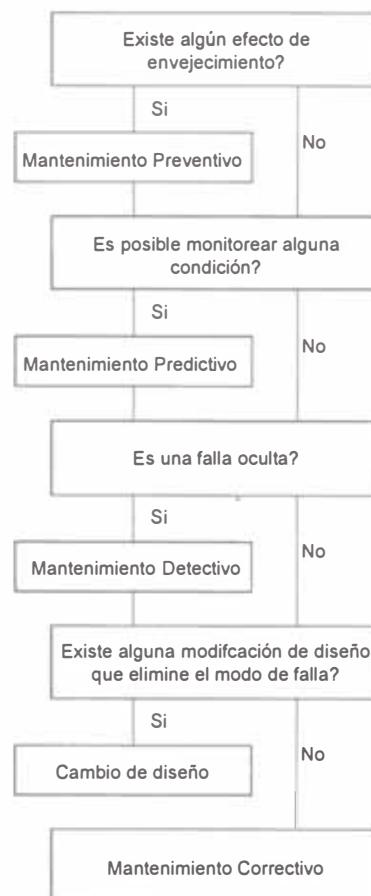 Existe algún efecto de
envejecimiento?
Si
No
Mantenimiento Preventivo
Es posible monitorear alguna
condición?
Si
No
Mantenimiento Predictivo
Es una falla oculta?
Si
No
Mantenimiento Detectivo
Existe alguna modifcación de diseño
que elimine el modo de falla?
Si
No
Cambio de diseño
Mantenimiento Correctivo